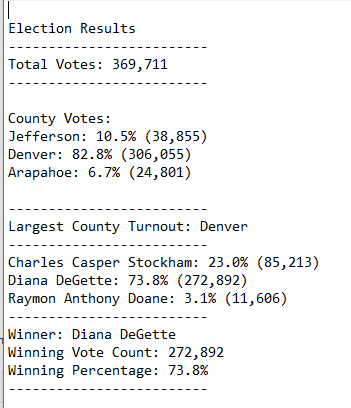 Election Results
-------------------------
Total Votes: 369,711
-------------------------
County Votes:
Jefferson: 10.5% (38,855)
Denver: 82.8% (306,055)
Arapahoe: 6.7% (24,801)
-------------------------
Largest County Turnout: Denver
-------------------------
Charles Casper Stockham: 23.0% (85,213)
Diana DeGette: 73.8% (272,892)
Raymon Anthony Doane: 3.1% (11,606)
-------------------------
Winner: Diana DeGette
Winning Vote Count: 272,892
Winning Percentage: 73.8%
-------------------------